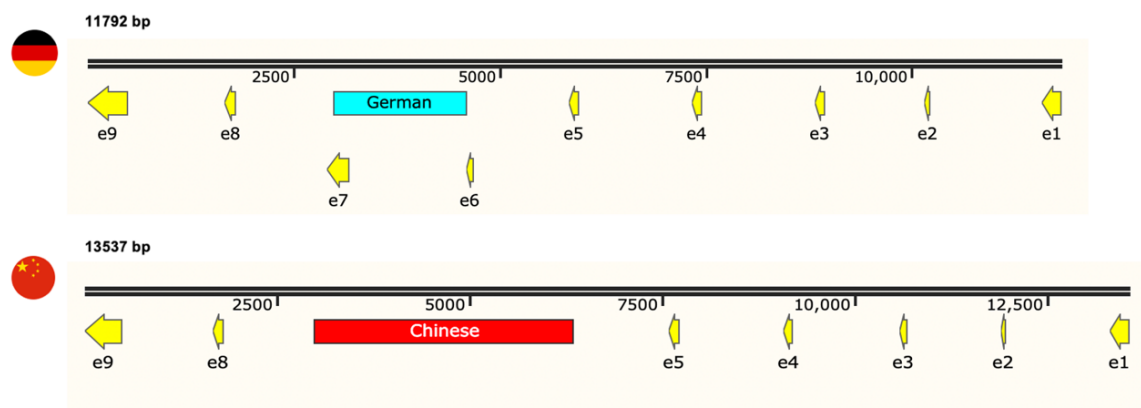 11792 bp
2500 5000 7500 10,000
German
e9 e8 e5 e4 e3 e2 e1
e7 e6
13537 bp
2500 5000 7500 10,000 12,500
Chinese
e9 e8 e5 e4 e3 e2 e1